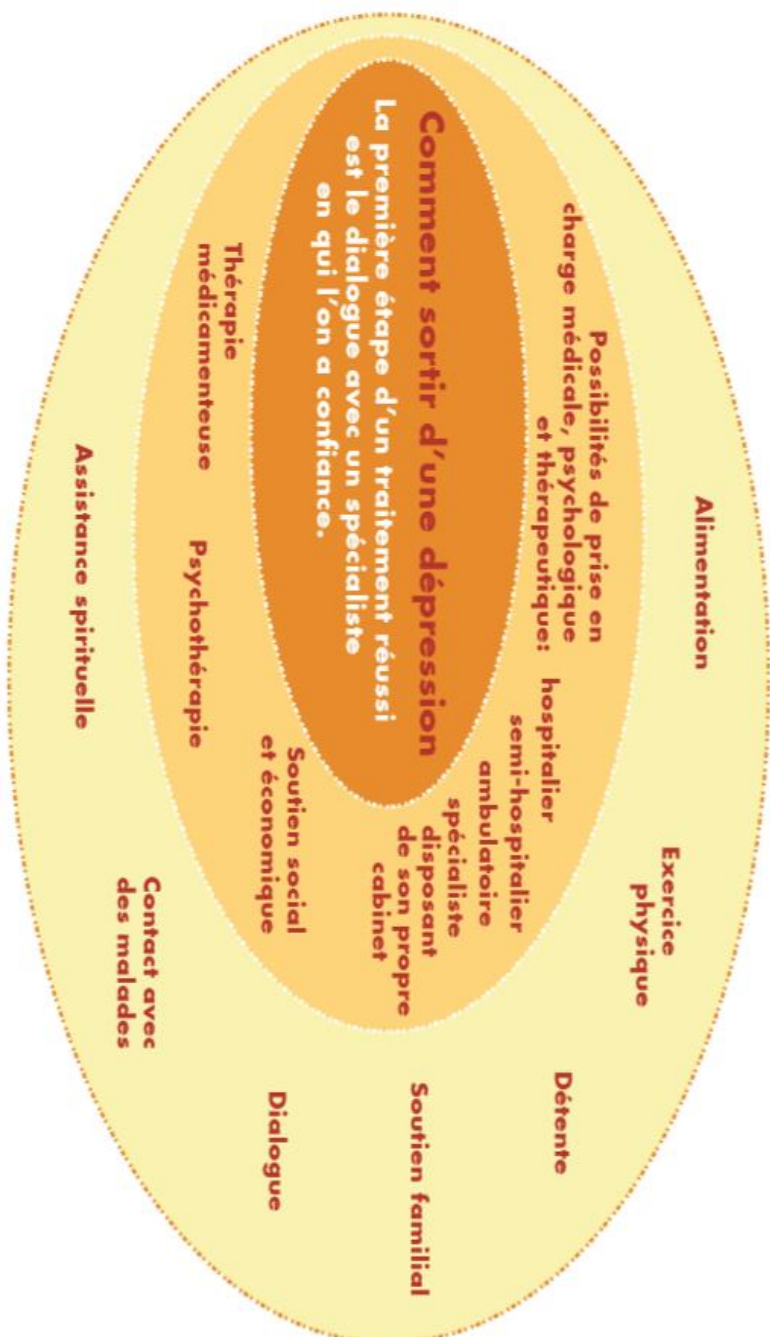 Alimentation
Exercice
physique
Détente
Soutien familial
Dialogue
Contact avec
des malades
Assistance spirituelle
Possibilités de prise en
charge médicale, psychologique
et thérapeutique:
hospitalier
semi-hospitalier
ambulatoire
spécialiste
disposant
de son propre
cabinet
Soutien social
et économique
Psychothérapie
Thérapie
médicamenteuse
Comment sortir d'une dépression
La première étape d'un traitement réussi
est le dialogue avec un spécialiste
en qui l'on a confiance.